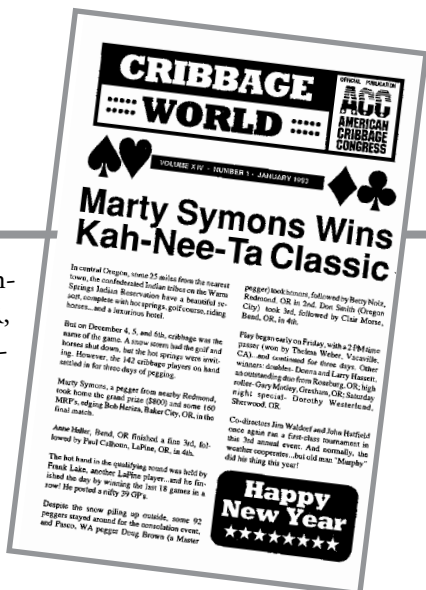 CRIBBAGE
WORLD
OFFICIAL PUBLICATION
ACC
AMERICAN
CRIBBAGE
CONGRESS
VOLUME XIV - NUMBER 1 - JANUARY 1993
Marty Symons Wins
Kah-Nee-Ta Classic
n-
,
-
In central Oregon, some 25 miles from the nearest
town, the confederated Indian tribes on the Warm
Springs Indian Reservation have a beautiful re-
sort, complete with hot springs, golf course, riding
horses...and a luxurious hotel.
But on December 4, 5, and 6th, cribbage was the
name of the game. A snow storm had the golf and
horses shut down, but the hot springs were invit-
ing. However, the 142 cribbage players on hand
settled in for three days of pegging.
Marty Symons, a pegger from nearby Redmond,
took home the grand prize ($800) and some 160
MRP's, edging Bob Hariza, Baker City, OR, in the
final match.
Anne Heller, Bend, OR finished a fine 3rd, fol-
lowed by Paul Calhoun, LaPine, OR, in 4th.
The hot hand in the qualifying round was held by
Frank Lake, another LaPine player...and he fin-
ished the day by winning the last 18 games in a
row! He posted a nifty 39 GP's.
Despite the snow piling up outside, some 92
peggers stayed around for the consolation event,
and Pasco, WA pegger Doug Brown (a Master
pegger) took honors, followed by Betty Nolz,
Redmond, OR in 2nd. Don Smith (Oregon
City) took 3rd, followed by Clair Morse,
Bend, OR, in 4th.
Play began early on Friday, with a 2 PM time
passer (won by Thelma Weber, Vacaville,
CA)...and continued for three days. Other
winners: doubles- Donna and Larry Hassett,
an outstanding duo from Roseburg, OR; high
roller- Gary Motley, Gresham, OR; Saturday
night special- Dorothy Westerlund,
Sherwood, OR.
Co-directors Jim Waldorf and John Hatfield
once again ran a first-class tournament in
this 3rd annual event. And normally, the
weather cooperates...but old man "Murphy"
did his thing this year!
Happy
New Year